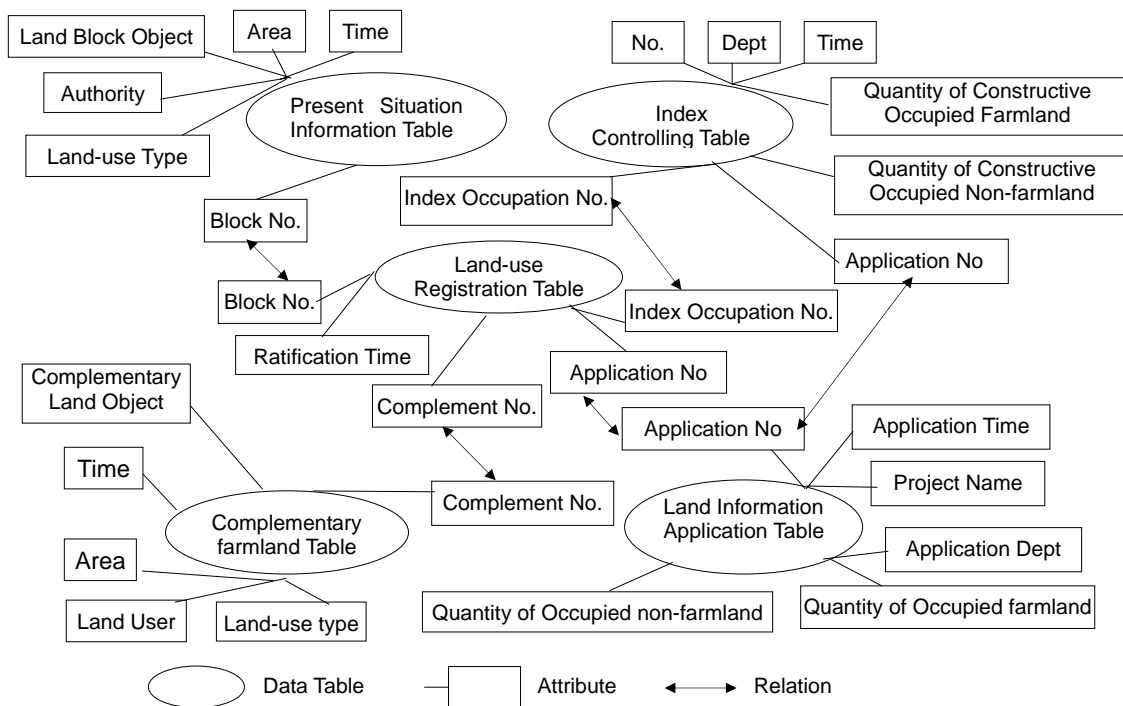 Land Block Object
Area
Time
Authority
Land-use Type
Present Situation
Information Table
No.
Dept
Time
Index
Controlling Table
Quantity of Constructive
Occupied Farmland
Quantity of Constructive
Occupied Non-farmland
Block No.
Index Occupation No.
Application No
Block No.
Land-use
Registration Table
Index Occupation No.
Ratification Time
Complementary
Land Object
Complement No.
Application No
Application No
Application Time
Time
Project Name
Complement No.
Complementary
farmland Table
Land Information
Application Table
Application Dept
Area
Land User
Land-use type
Quantity of Occupied non-farmland
Quantity of Occupied farmland
Data Table
Attribute
Relation